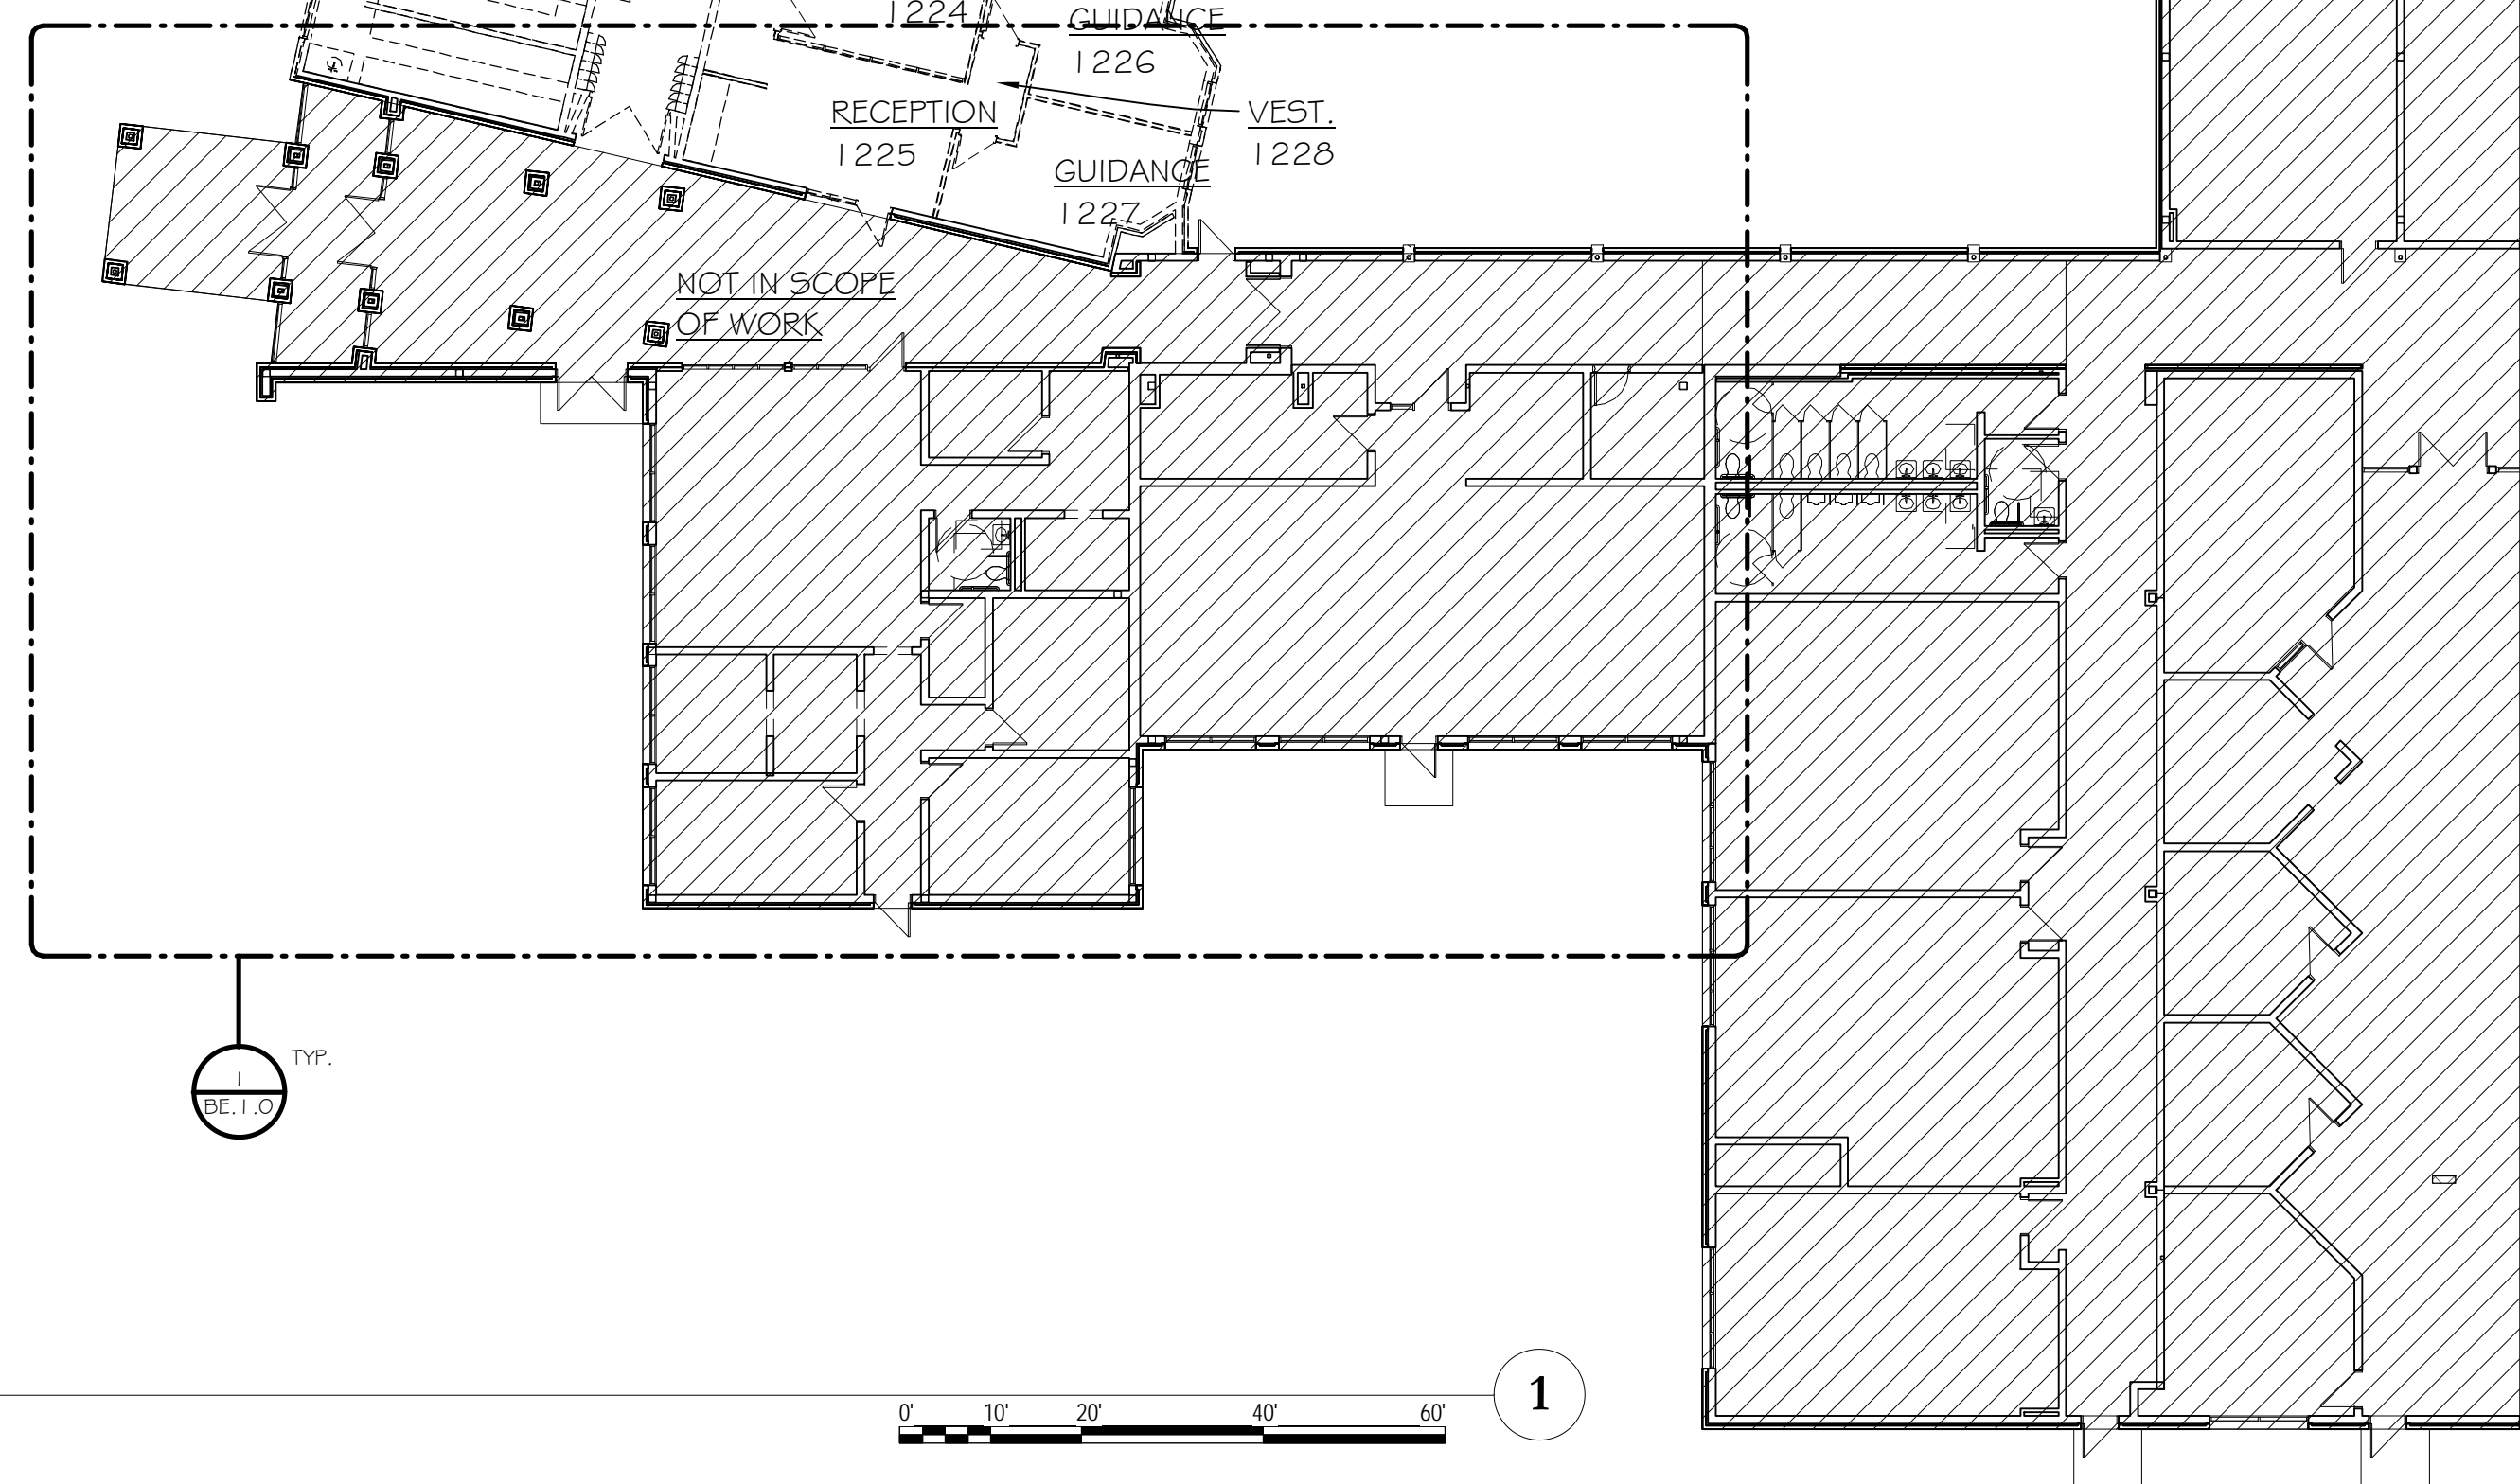 1224
GUIDANCE
1226
RECEPTION
1225
VEST.
1228
GUIDANCE
1227
NOT IN SCOPE
OF WORK
TYP.
1
BE.1.0
1
0' 10' 20' 40' 60'